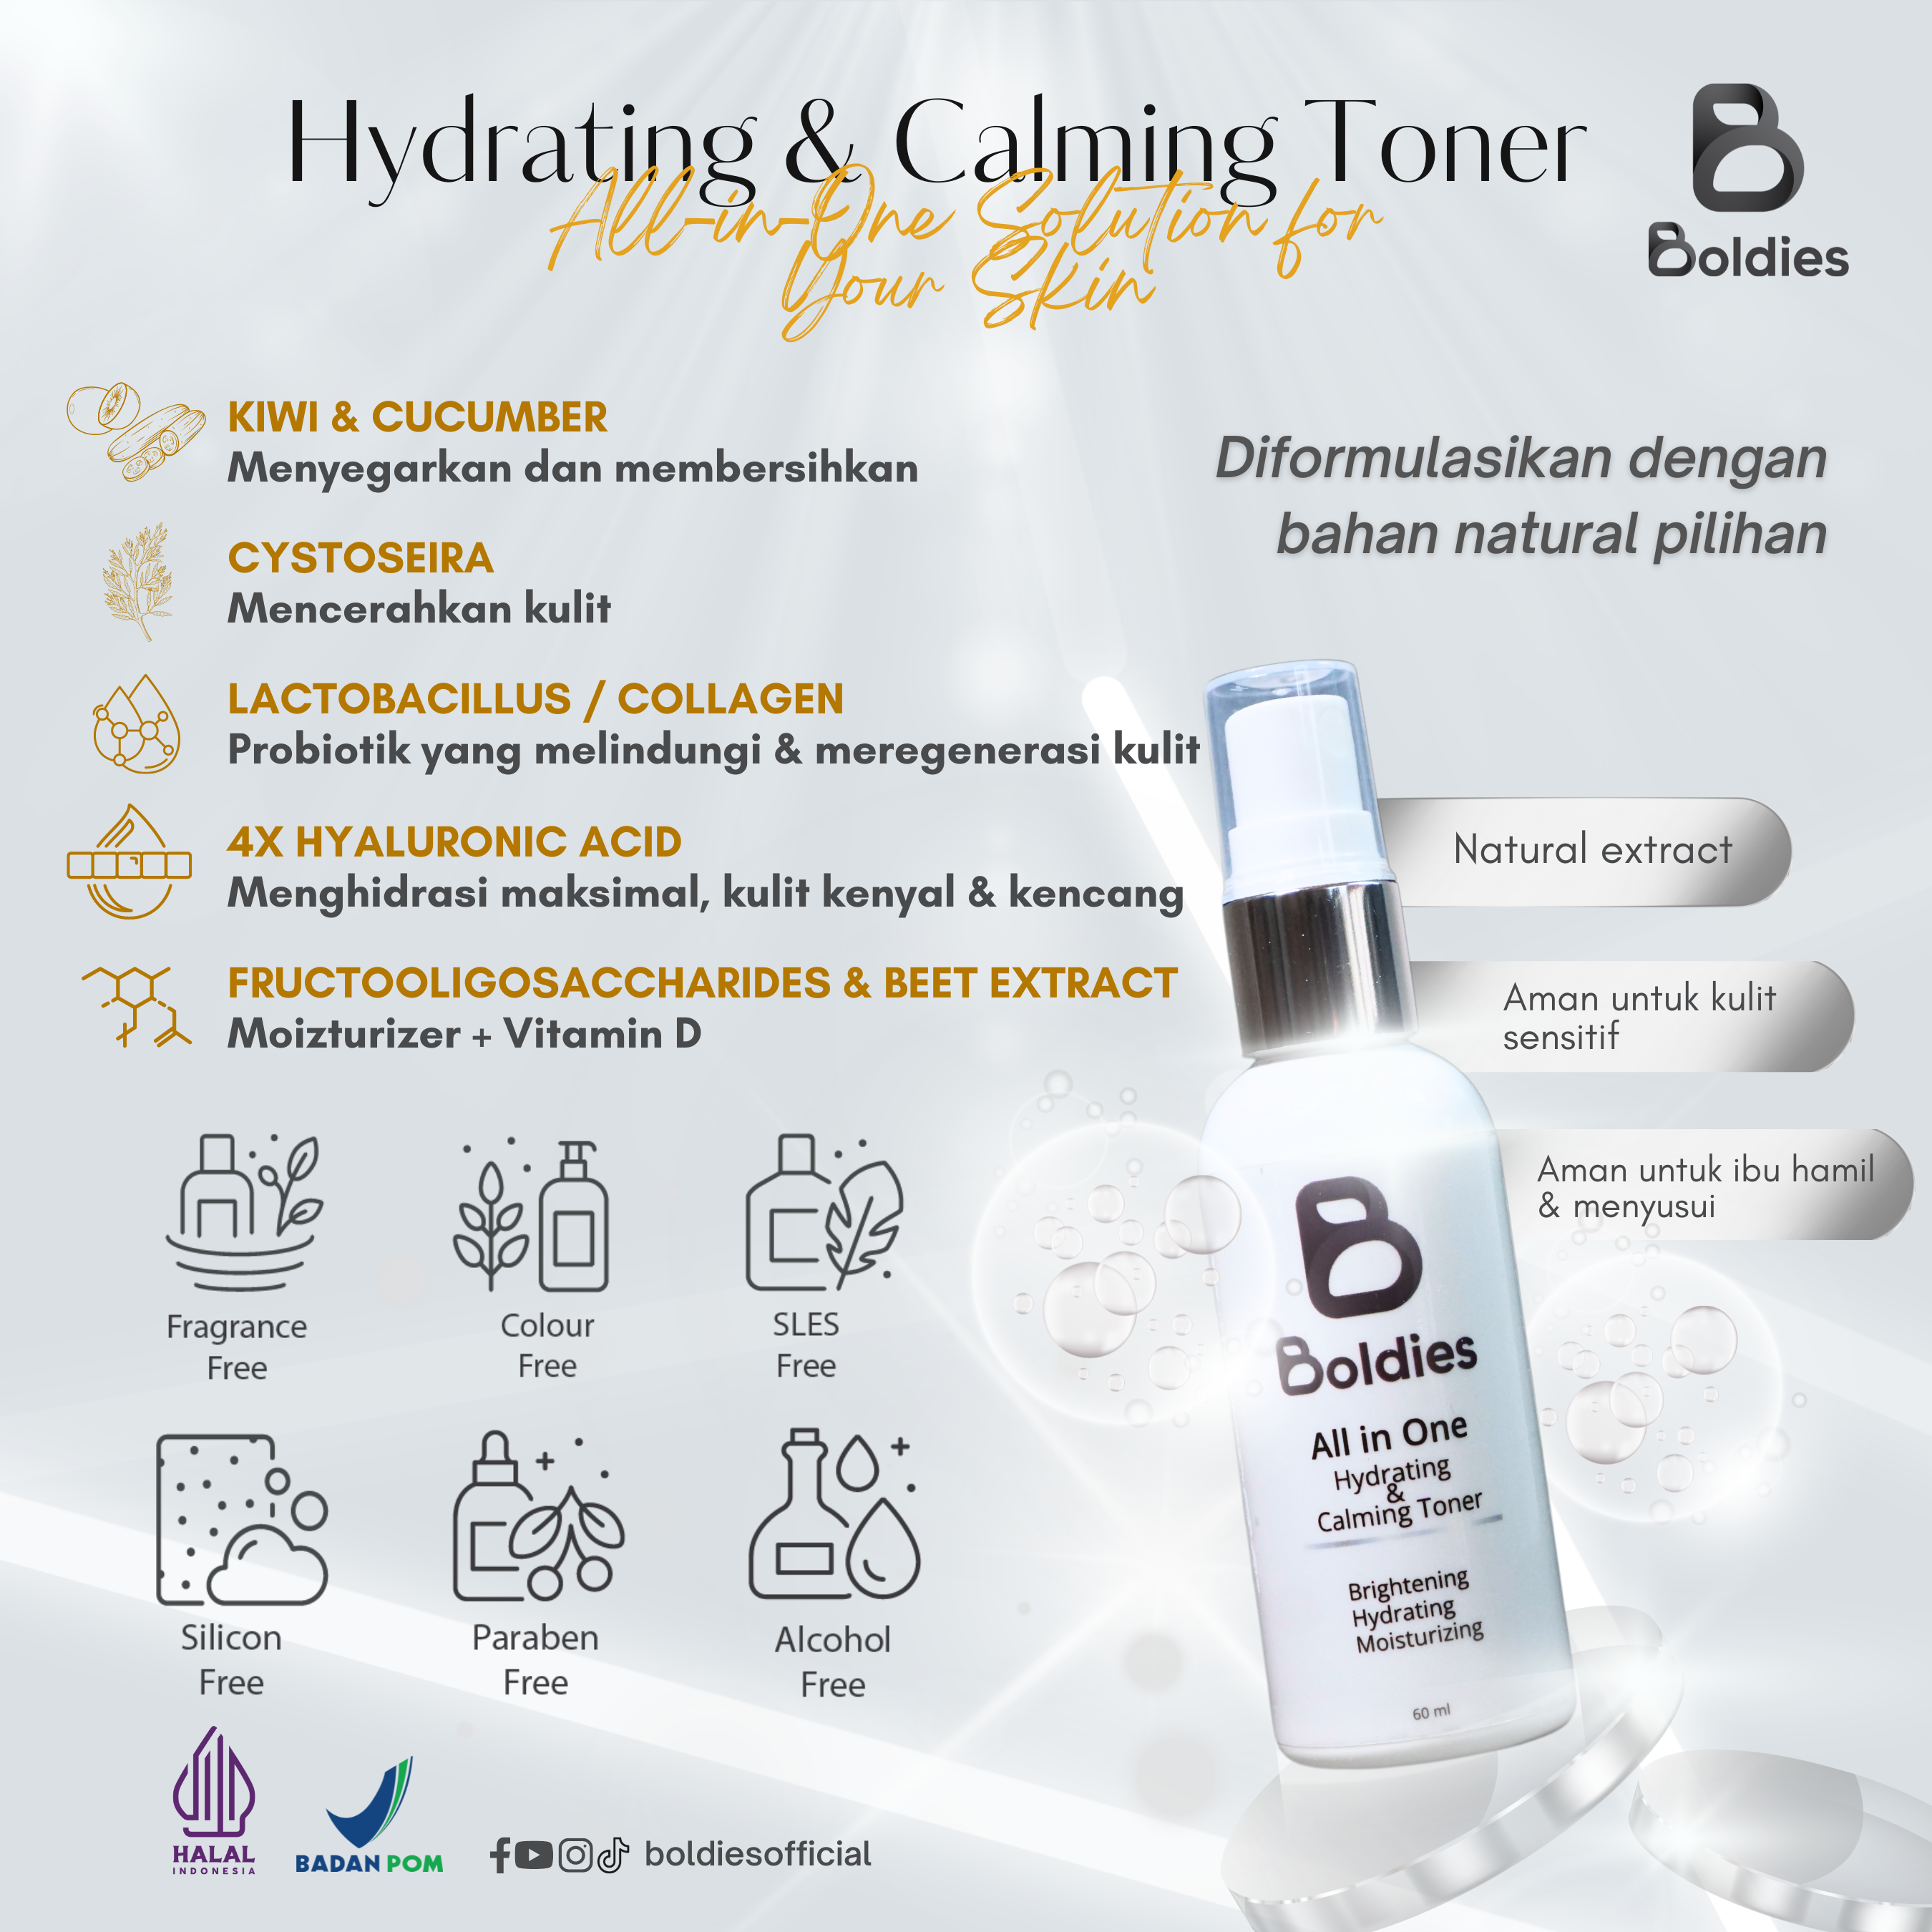 Hydrating & Calming Toner
All-in-One Solution for
Your Skin
Boldies
KIWI & CUCUMBER
Menyegarkan dan membersihkan
CYSTOSEIRA
Mencerahkan kulit
LACTOBACILLUS / COLLAGEN
Probiotik yang melindungi & meregenerasi kulit
4X HYALURONIC ACID
Menghidrasi maksimal, kulit kenyal & kencang
FRUCTOOLIGOSACCHARIDES & BEET EXTRACT
Moizturizer + Vitamin D
Diformulasikan dengan
bahan natural pilihan
Natural extract
Aman untuk kulit
sensitif
Aman untuk ibu hamil
& menyusui
Fragrance
Free
Colour
Free
SLES
Free
Silicon
Free
Paraben
Free
Alcohol
Free
Boldies
All in One
Hydrating
&
Calming Toner
Brightening
Hydrating
Moisturizing
60 ml
HALAL
INDONESIA
BADAN POM
boldiesofficial